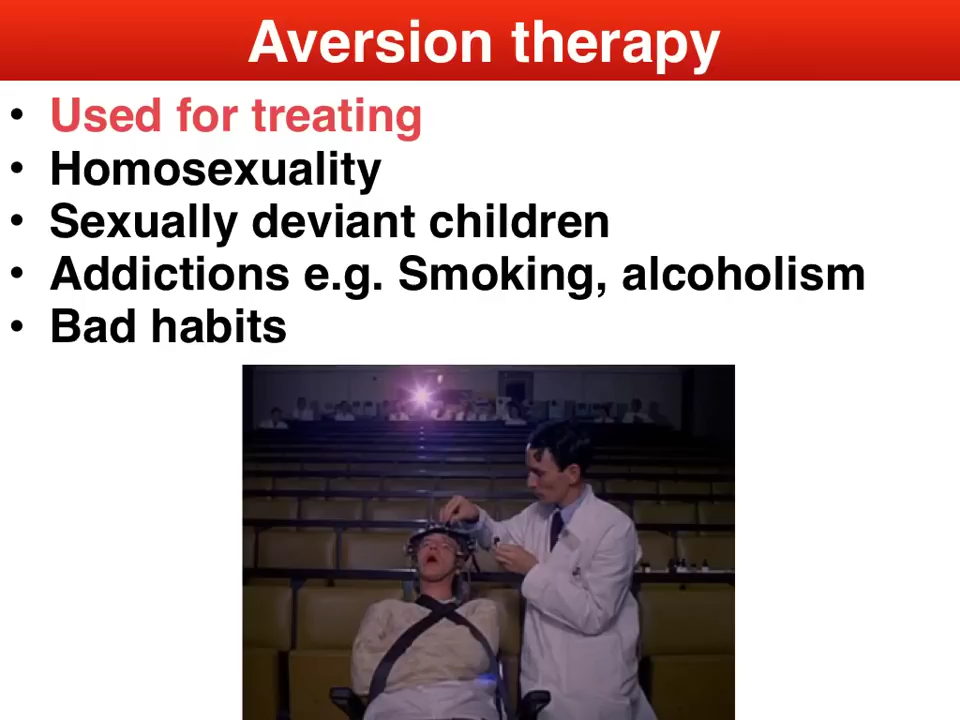 Aversion therapy
• Used for treating
• Homosexuality
• Sexually deviant children
• Addictions e.g. Smoking, alcoholism
• Bad habits